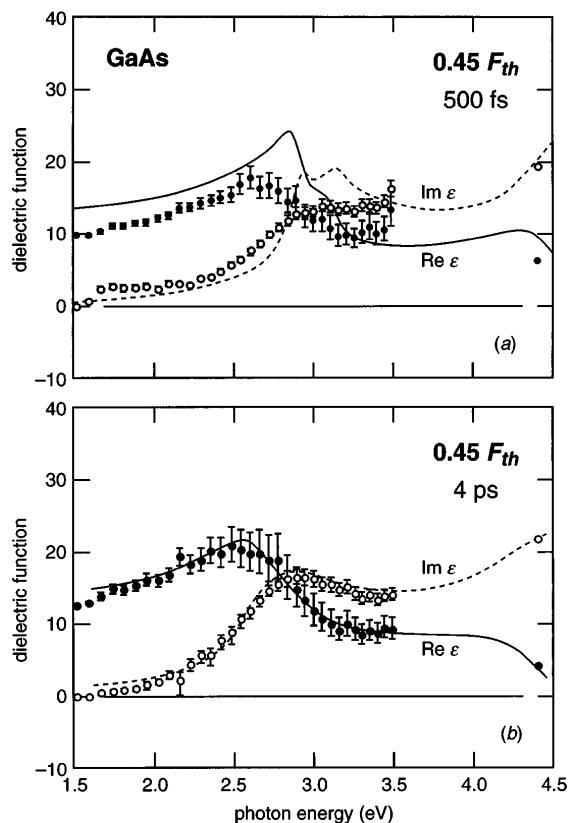 40
GaAs
0.45 Fth
500 fs
30
20
10
0
−10
dielectric function
Im ε
Re ε
(a)
40
0.45 Fth
4 ps
30
20
10
0
−10
dielectric function
Im ε
Re ε
(b)
1.5 2.0 2.5 3.0 3.5 4.0 4.5
photon energy (eV)